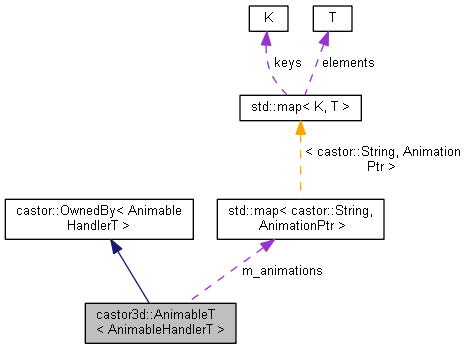 K
T
keys
elements
std::map< K, T >
< castor::String, Animation
Ptr >
castor::OwnedBy< Animable
HandlerT >
std::map< castor::String,
AnimationPtr >
m_animations
castor3d::AnimableT
< AnimableHandlerT >